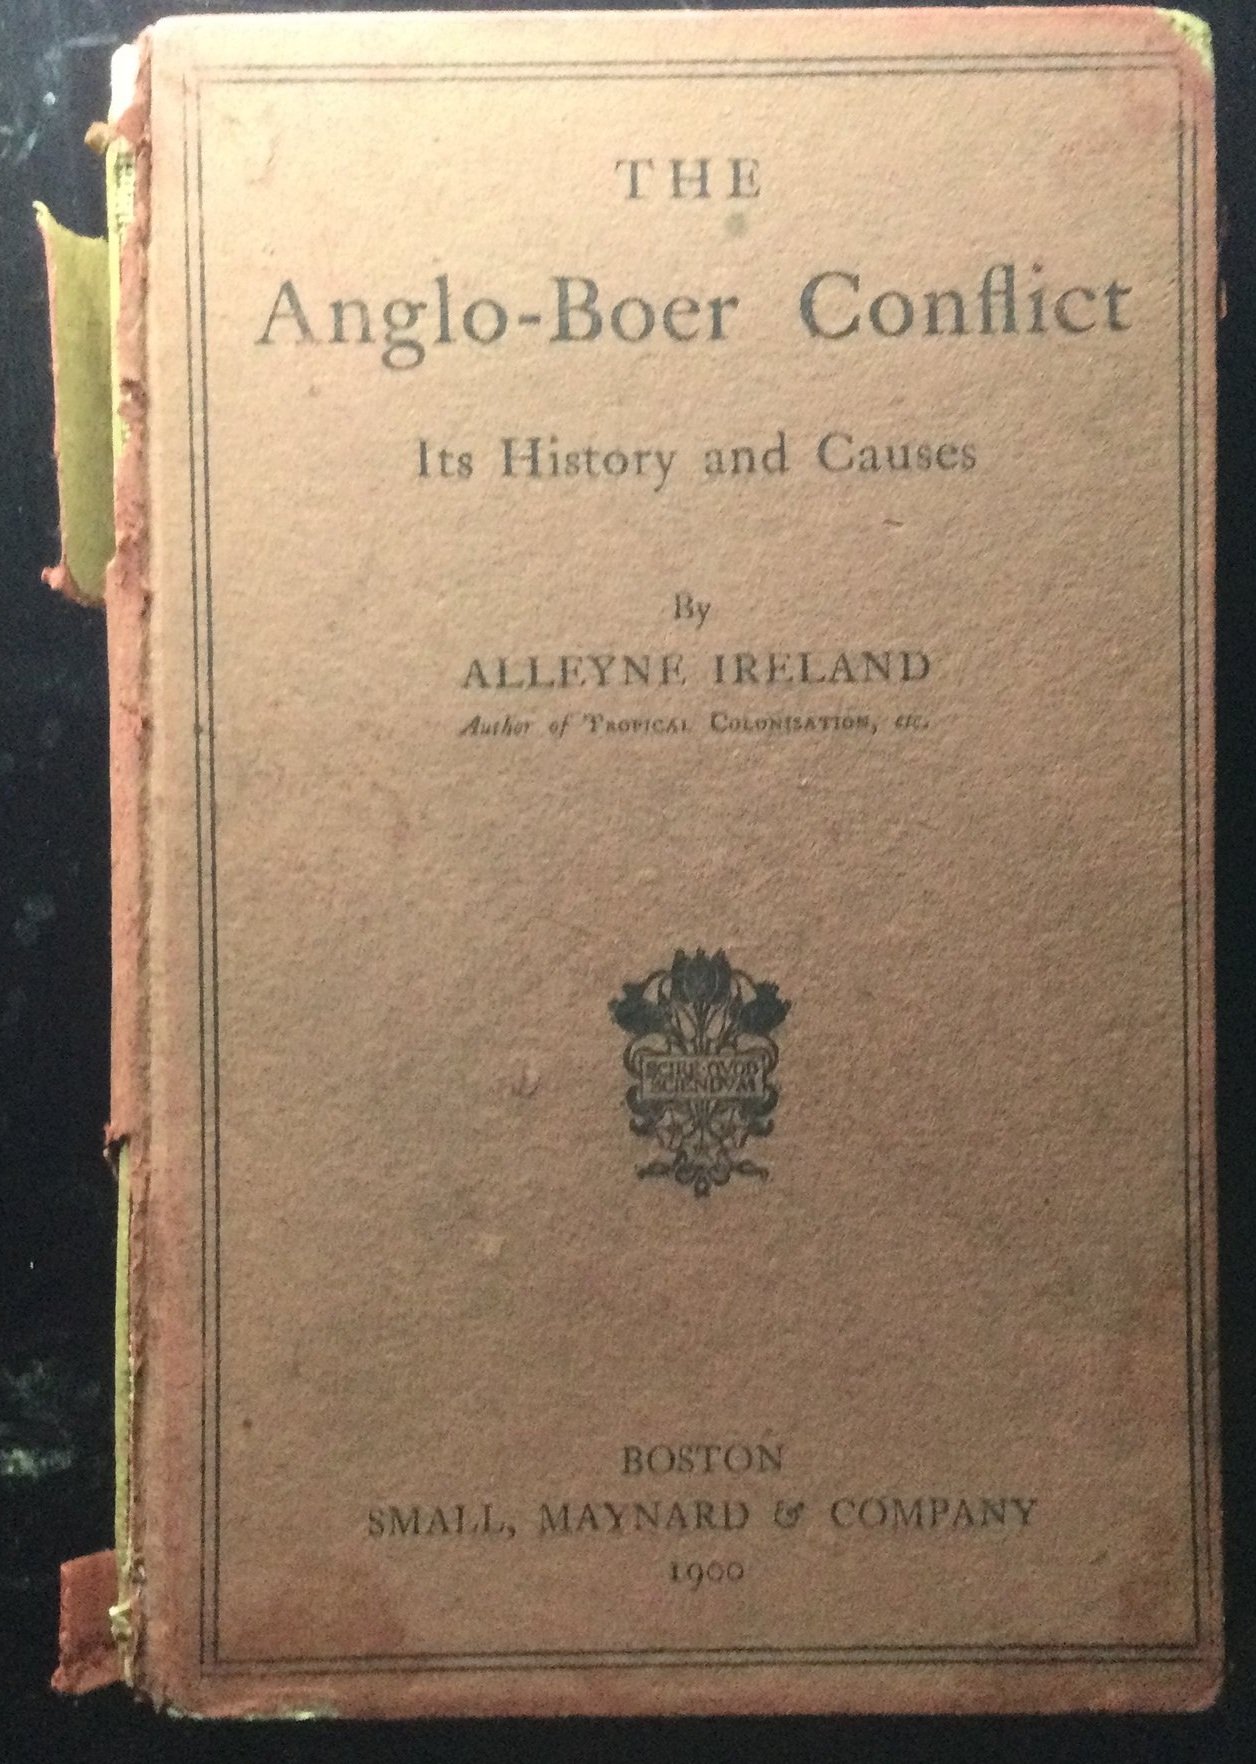 THE
Anglo-Boer Conflict
Its History and Causes
By
ALLEYNE IRELAND
Author of TROPICAL COLONISATION, etc.
SCIRE·QVOD
SCIENDVM
BOSTON
SMALL, MAYNARD & COMPANY
1900